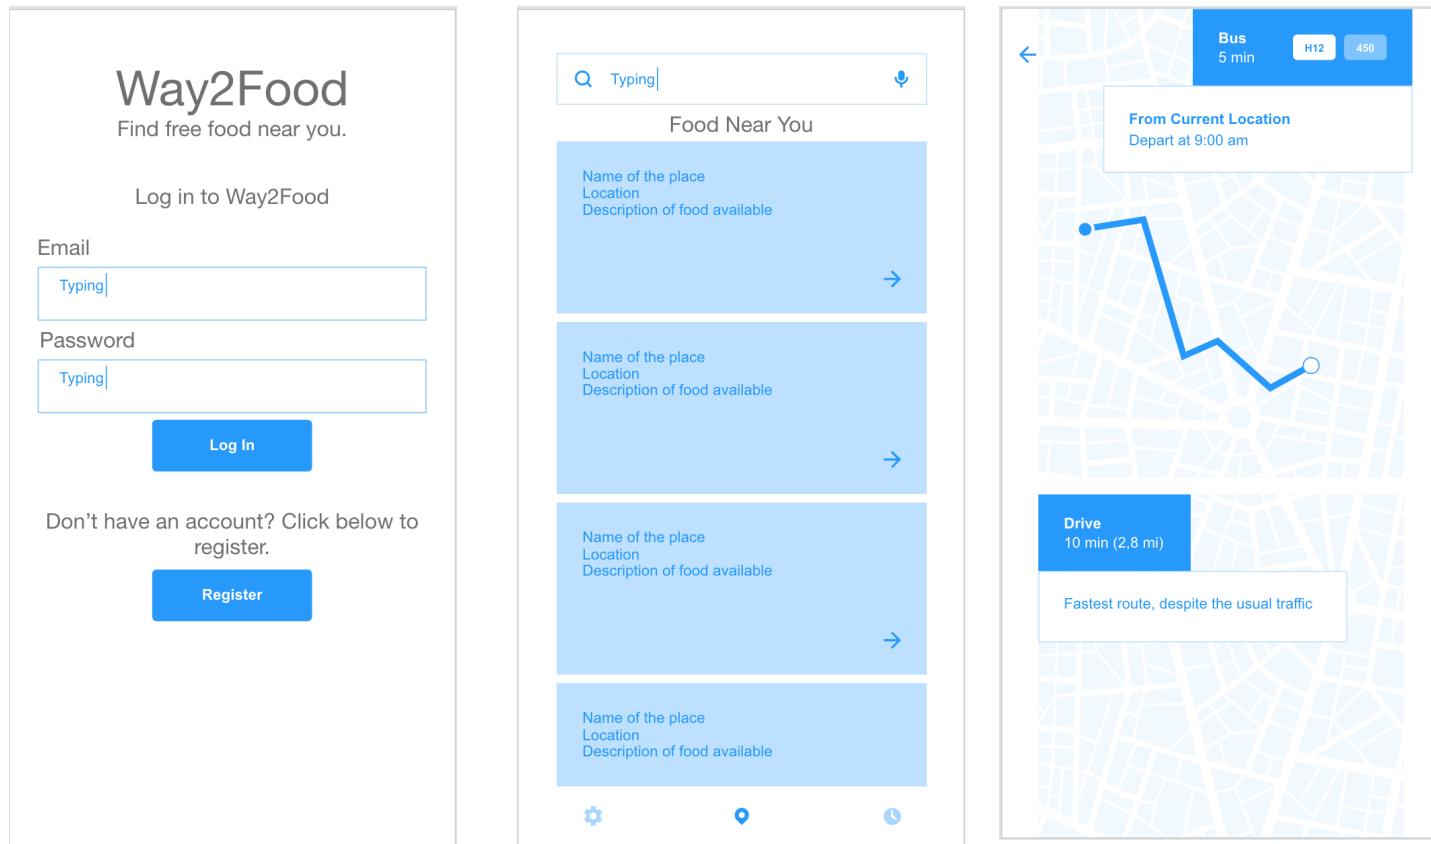 Way2Food
Find free food near you.
Log in to Way2Food
Email
Typing
Password
Typing
Log In
Don’t have an account? Click below to
register.
Register
Typing
Food Near You
Name of the place
Location
Description of food available
Name of the place
Location
Description of food available
Name of the place
Location
Description of food available
Name of the place
Location
Description of food available
Bus
5 min
H12
450
From Current Location
Depart at 9:00 am
Drive
10 min (2,8 mi)
Fastest route, despite the usual traffic